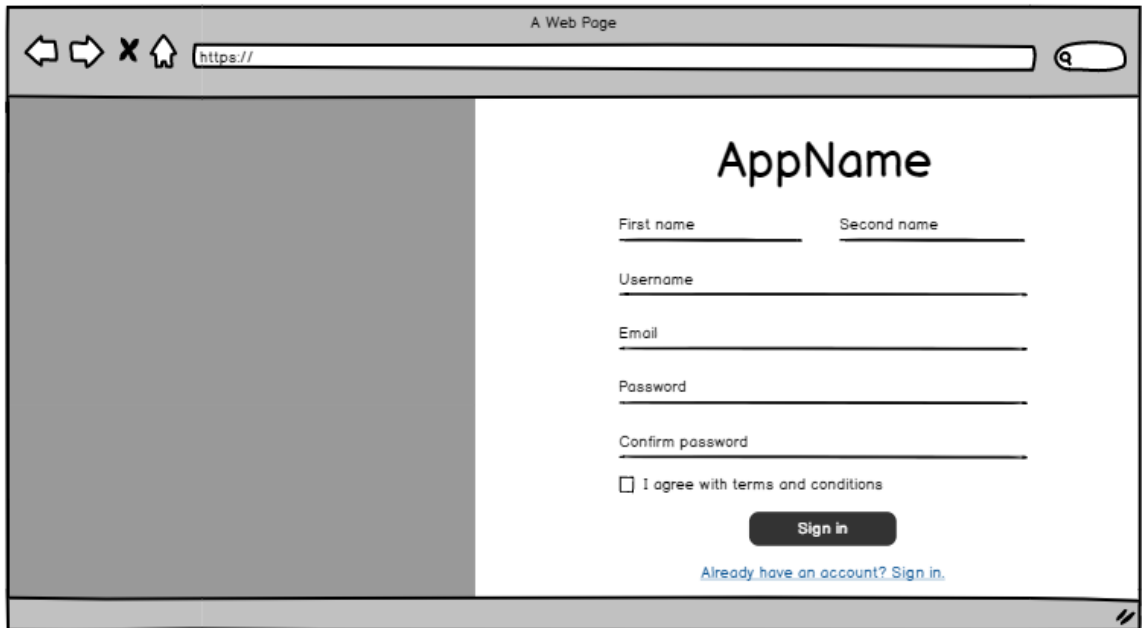 A Web Page
https://
AppName
First name Second name
Username
Email
Password
Confirm password
I agree with terms and conditions
Sign in
Already have an account? Sign in.